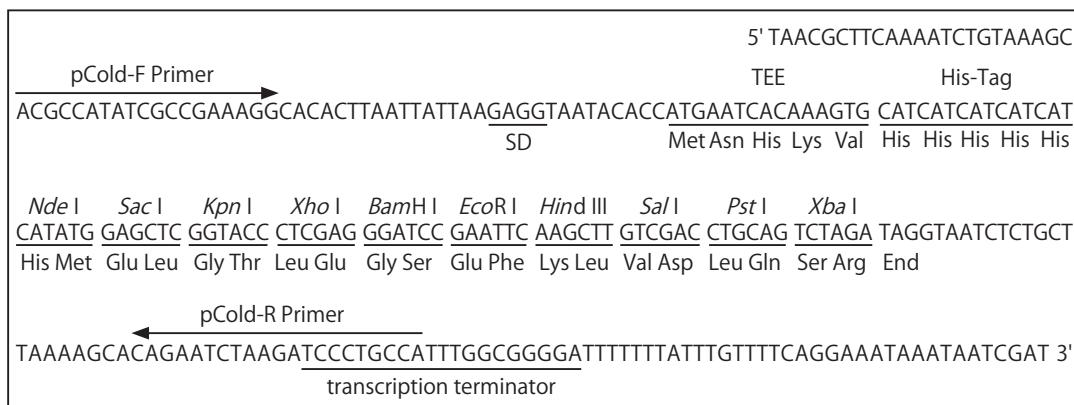 5' TAACGCTTCAAAATCTGTAAAGC
pCold-F Primer TEE His-Tag
ACGCCATATCGCCGAAAGGCACACTTAATTATTAAGAGGTAATACACCATGAATCACAAAGTG CATCATCATCATCAT
SD Met Asn His Lys Val His His His His His
Nde I Sac I Kpn I Xho I BamH I EcoR I Hind III Sal I Pst I Xba I
CATATG GAGCTC GGTACC CTCGAG GGATCC GAATTC AAGCTT GTCGAC CTGCAG TCTAGA TAGGTAATCTCTGCT
His Met Glu Leu Gly Thr Leu Glu Gly Ser Glu Phe Lys Leu Val Asp Leu Gln Ser Arg End
pCold-R Primer
TAAAAGCACAGAATCTAAGATCCCTGCCATTTGGCGGGGATTTTTTTATTTGTTTTCAGGAAATAAATAATCGAT 3'
transcription terminator